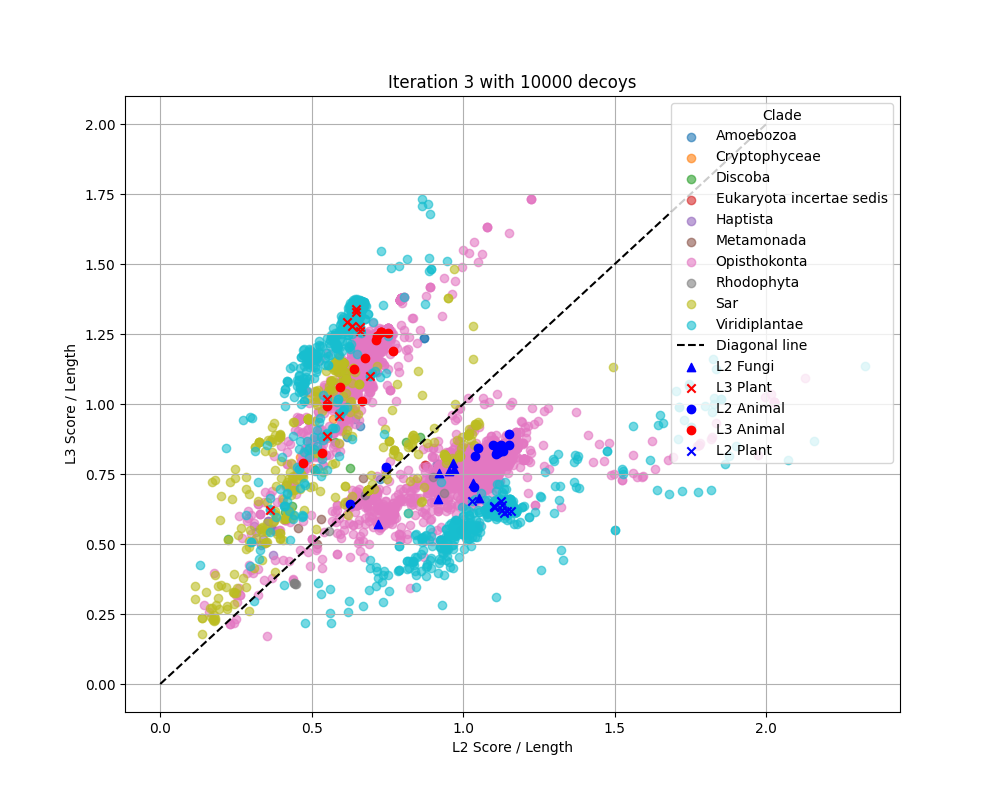 Iteration 3 with 10000 decoys
L3 Score / Length
2.00
1.75
1.50
1.25
1.00
0.75
0.50
0.25
0.00
0.0
0.5
1.0
1.5
2.0
L2 Score / Length
Clade
Amoebozoa
Cryptophyceae
Discoba
Eukaryota incertae sedis
Haptista
Metamonada
Opisthokonta
Rhodophyta
Sar
Viridiplantae
Diagonal line
L2 Fungi
L3 Plant
L2 Animal
L3 Animal
L2 Plant